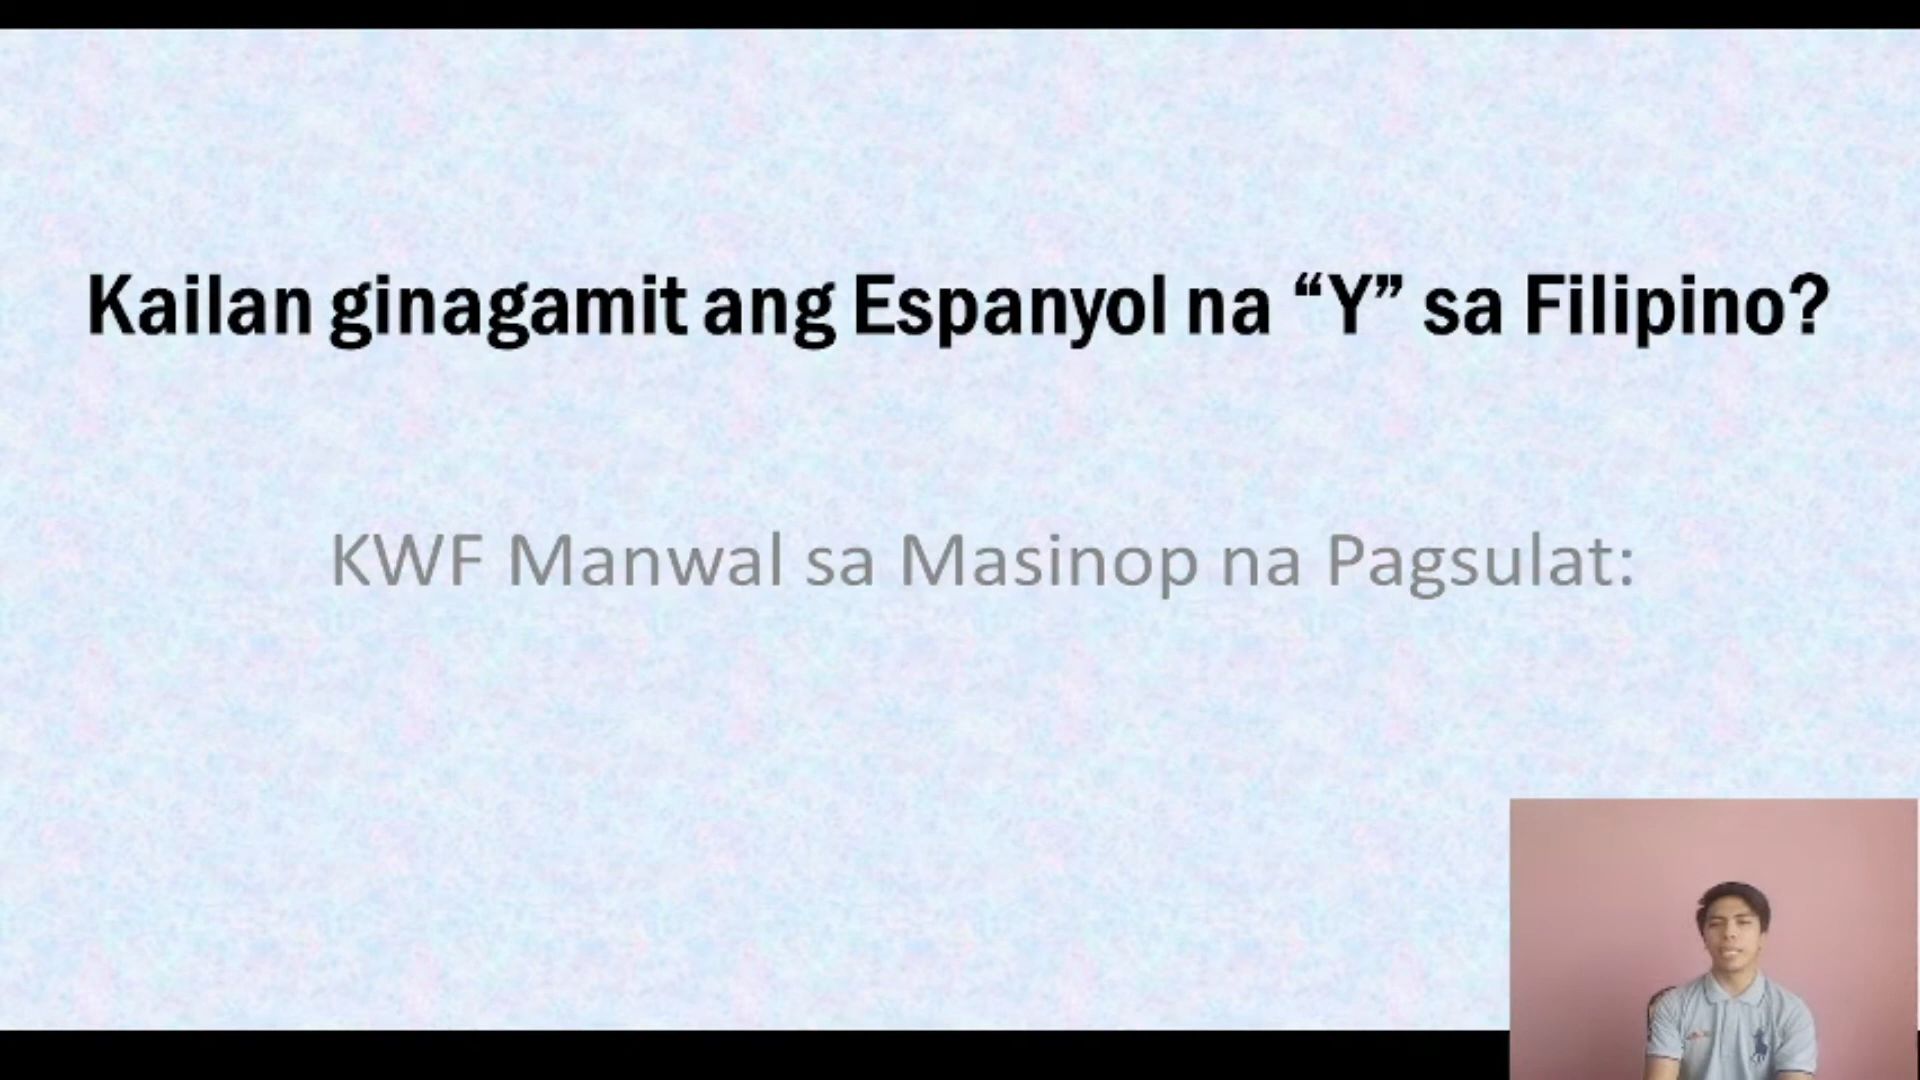 Kailan ginagamit ang Espanyol na “Y” sa Filipino?
KWF Manwal sa Masinop na Pagsulat: